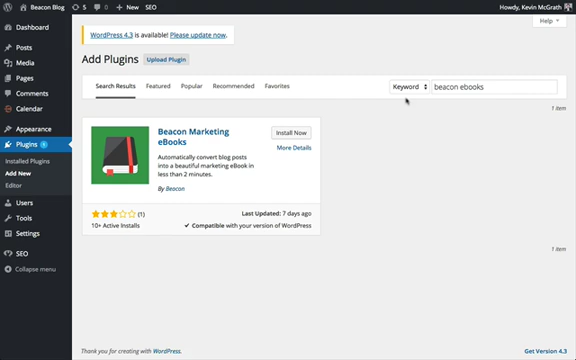 Beacon Blog 5 0 New SEO
Howdy, Kevin McGrath
Help
Dashboard
Posts
Media
Pages
Comments
Calendar
Appearance
Plugins 1
Installed Plugins
Add New
Editor
Users
Tools
Settings
SEO
Collapse menu
WordPress 4.3 is available! Please update now.
Add Plugins Upload Plugin
Search Results Featured Popular Recommended Favorites
Keyword beacon ebooks
1 item
Beacon Marketing
eBooks
Install Now
More Details
Automatically convert blog posts
into a beautiful marketing eBook in
less than 2 minutes.
By Beacon
(1)
Last Updated: 7 days ago
10+ Active Installs
✔ Compatible with your version of WordPress
1 item
Thank you for creating with WordPress.
Get Version 4.3